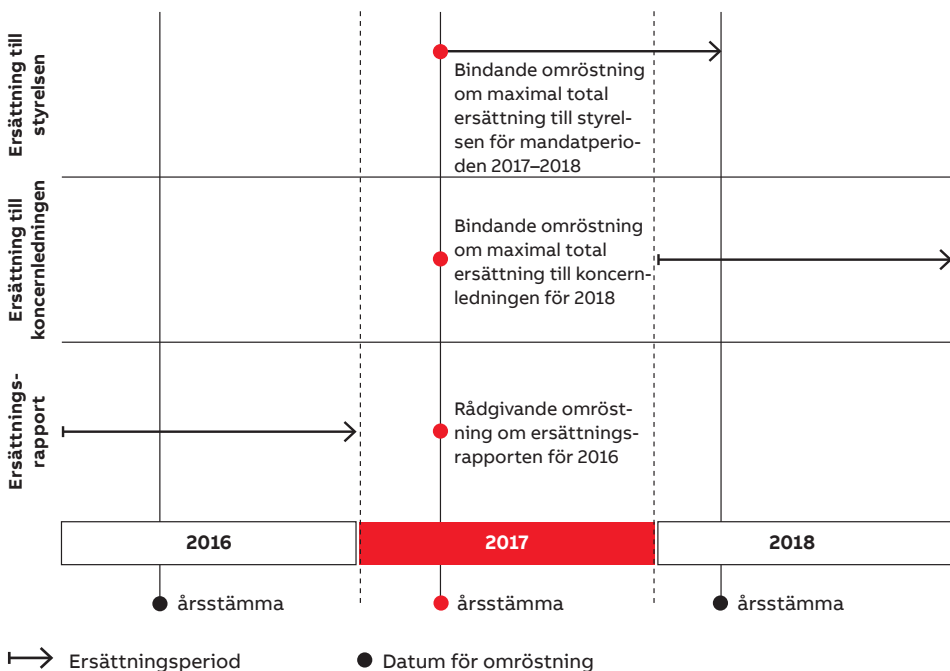 Ersättning till
styrelsen
Bindande omröstning
om maximal total
ersättning till styrel-
sen för mandatperio-
den 2017–2018
Ersättning till
koncernledningen
Bindande omröstning
om maximal total
ersättning till koncern-
ledningen för 2018
Ersättnings-
rapport
Rådgivande omröst-
ning om ersättnings-
rapporten för 2016
2016
2017
2018
årsstämma
årsstämma
årsstämma
Ersättningsperiod
Datum för omröstning